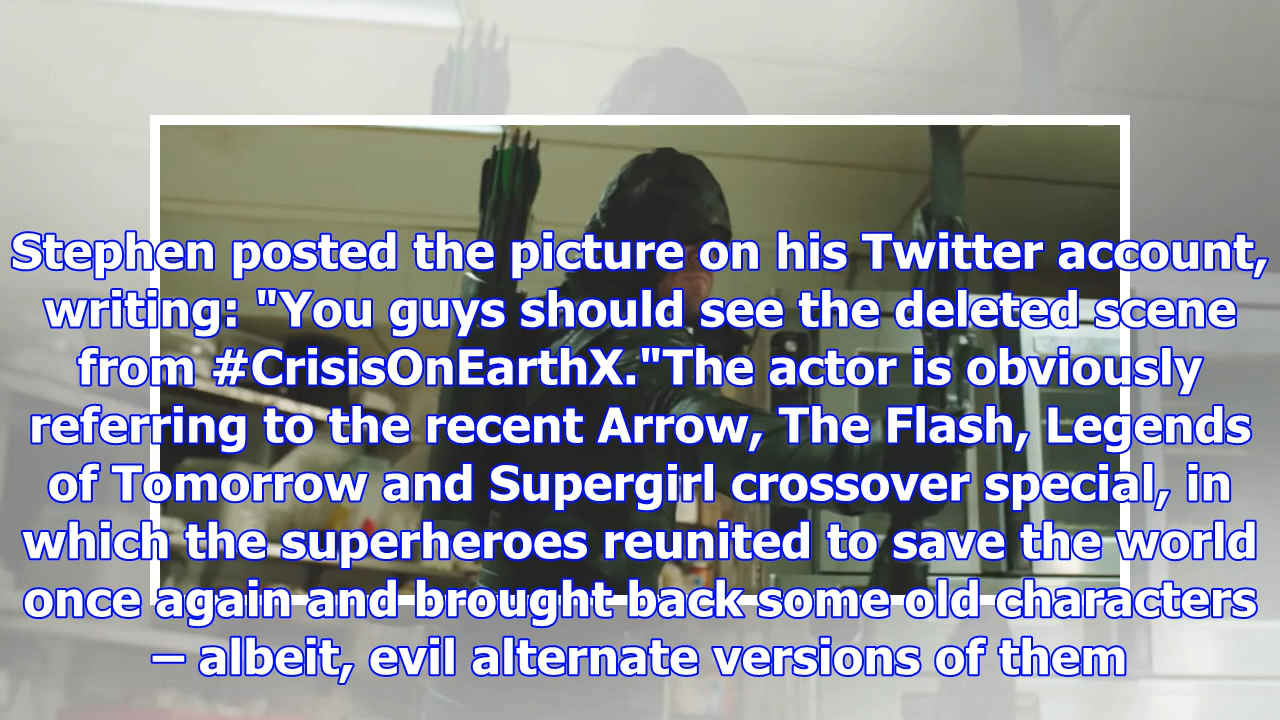 Stephen posted the picture on his Twitter account,
writing: "You guys should see the deleted scene
from #CrisisOnEarthX."The actor is obviously
referring to the recent Arrow, The Flash, Legends
of Tomorrow and Supergirl crossover special, in
which the superheroes reunited to save the world
once again and brought back some old characters
– albeit, evil alternate versions of them